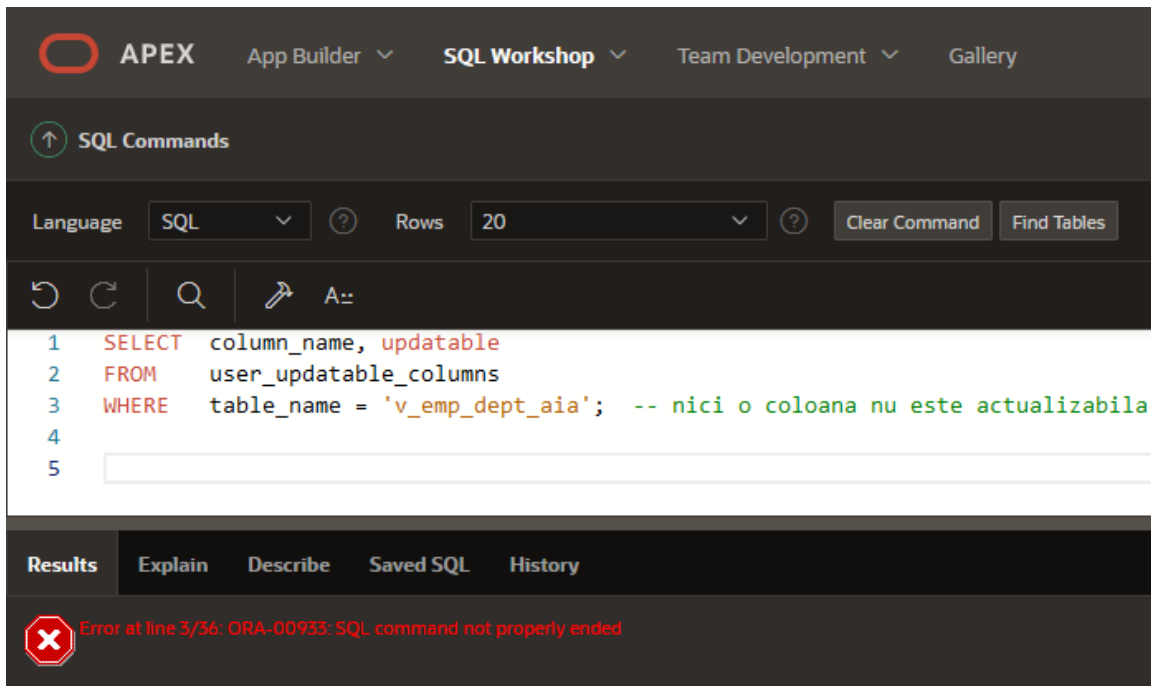 APEX App Builder SQL Workshop Team Development Gallery
SQL Commands
Language SQL ? Rows 20 ? Clear Command Find Tables
A::
1 SELECT column_name, updatable
2 FROM user_updatable_columns
3 WHERE table_name = 'v_emp_dept_aia'; -- nici o coloana nu este actualizabila
4
5
Results Explain Describe Saved SQL History
Error at line 3/36: ORA-00933: SQL command not properly ended